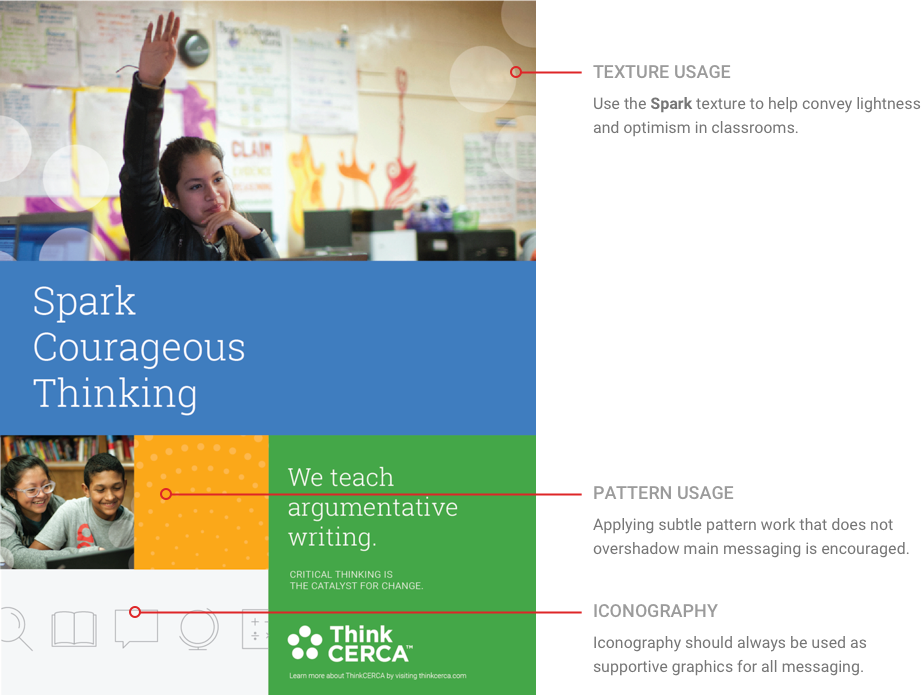 CLAIM
TEXTURE USAGE
Use the Spark texture to help convey lightness
and optimism in classrooms.
Spark
Courageous
Thinking
We teach
argumentative
writing.
CRITICAL THINKING IS
THE CATALYST FOR CHANGE.
Think
CERCA™
Learn more about ThinkCERCA by visiting thinkcerca.com
PATTERN USAGE
Applying subtle pattern work that does not
overshadow main messaging is encouraged.
ICONOGRAPHY
Iconography should always be used as
supportive graphics for all messaging.